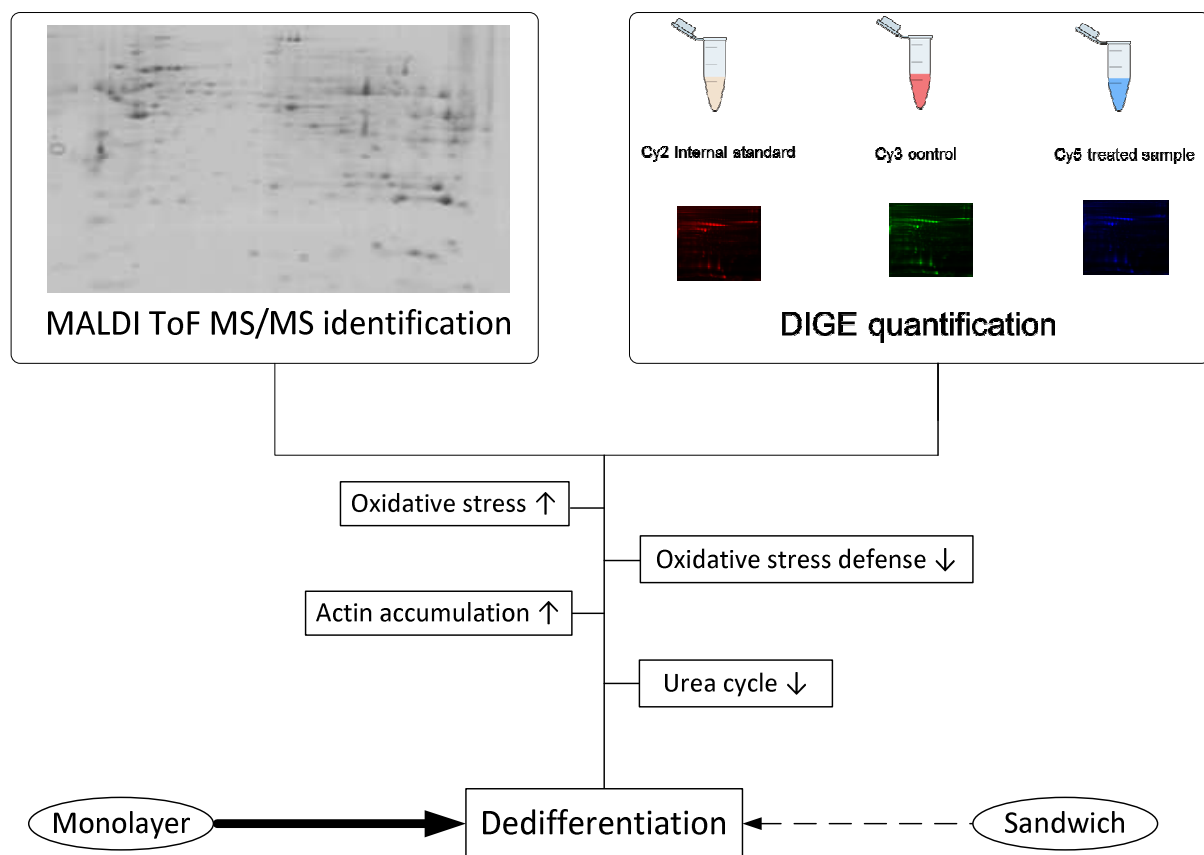 MALDI ToF MS/MS identification
Cy2 Internal standard
Cy3 control
Cy5 treated sample
DIGE quantification
Oxidative stress ↑
Oxidative stress defense ↓
Actin accumulation ↑
Urea cycle ↓
Monolayer
Dedifferentiation
Sandwich